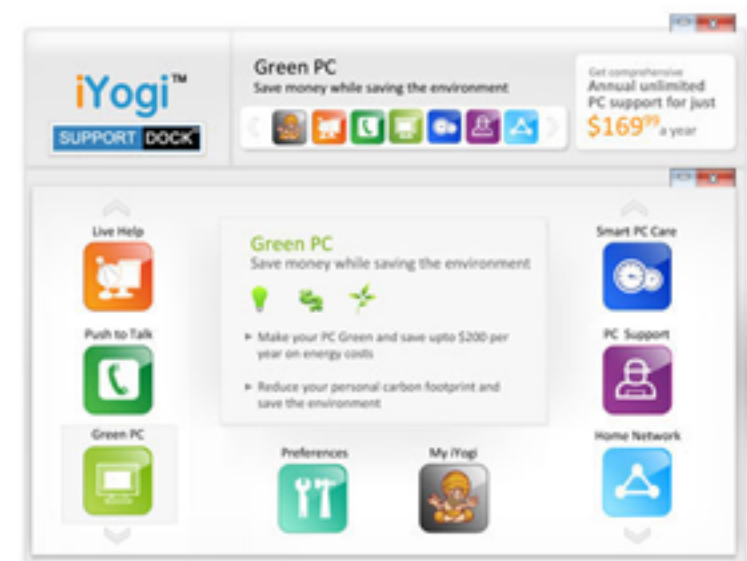 iYogi™
SUPPORT DOCK
Green PC
Save money while saving the environment
Get comprehensive
Annual unlimited
PC support for just
$169⁹⁹ a year
Live Help
Push to Talk
Green PC
Green PC
Save money while saving the environment
Make your PC Green and save upto $200 per
year on energy costs
Reduce your personal carbon footprint and
save the environment
Preferences
My iYogi
Smart PC Care
PC Support
Home Network